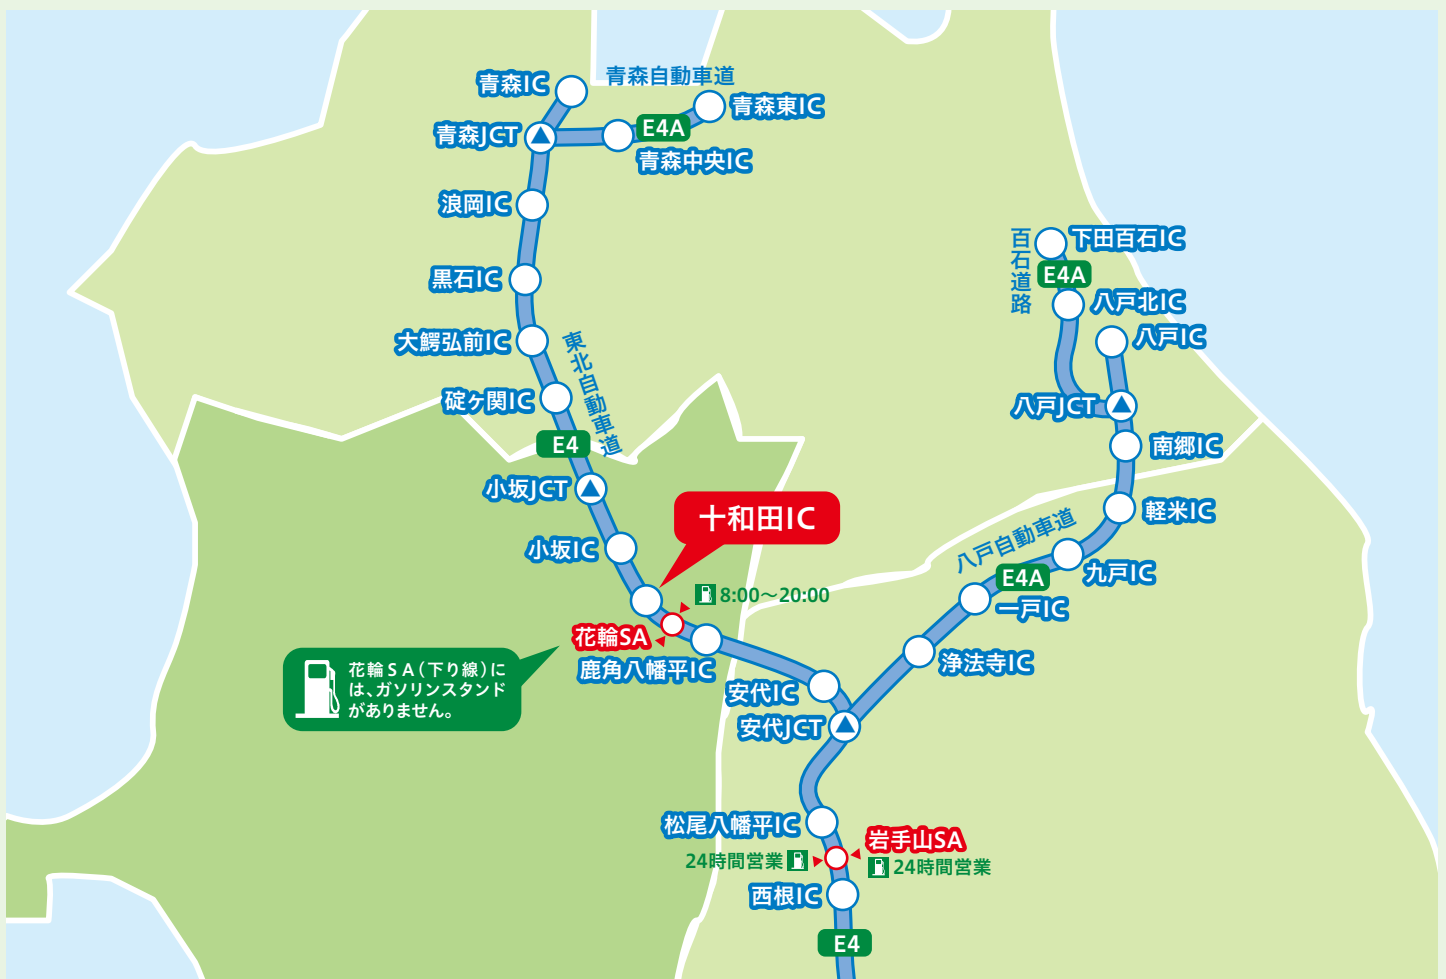 青森IC
青森自動車道
青森東IC
青森JCT
E4A
青森中央IC
浪岡IC
黒石IC
大鰐弘前IC
東北自動車道
碇ヶ関IC
E4
小坂JCT
十和田IC
小坂IC
8:00～20:00
花輪SA
鹿角八幡平IC
花輪SA(下り線)に
は、ガソリンスタンド
がありません。
百石道路
下田百石IC
E4A
八戸北IC
八戸IC
八戸JCT
南郷IC
軽米IC
八戸自動車道
九戸IC
E4A
一戸IC
浄法寺IC
安代IC
安代JCT
松尾八幡平IC
岩手山SA
24時間営業
24時間営業
西根IC
E4